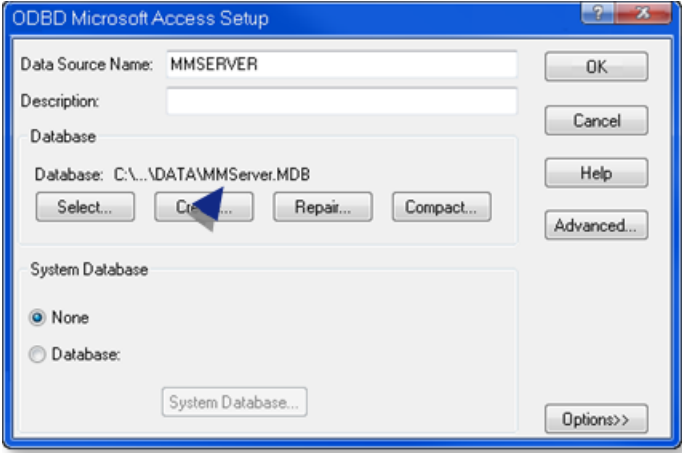 ODBD Microsoft Access Setup
Data Source Name: MMSERVER
OK
Description:
Cancel
Database
Database: C:\...\DATA\MMServer.MDB
Help
Select...
Repair...
Compact...
Advanced...
System Database
None
Database:
System Database...
Options>>